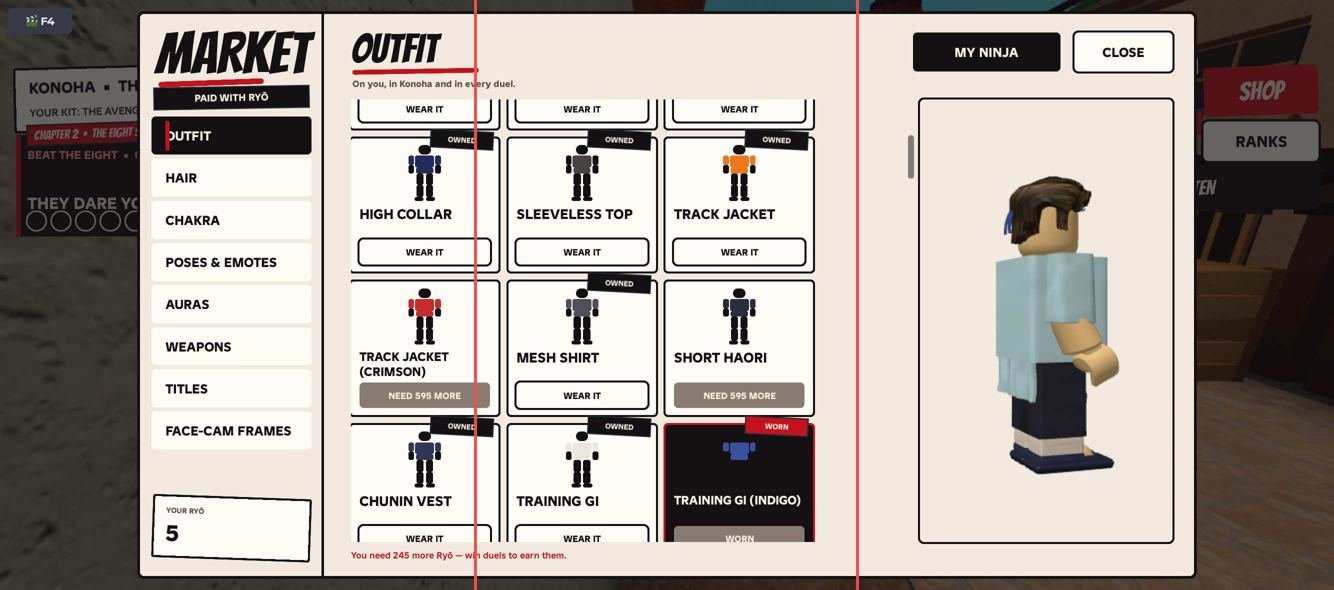 F4
KONOHA ▪ TH
YOUR KIT: THE AVENG
CHAPTER 2 ▪ THE EIGHT S
BEAT THE EIGHT ▪
THEY DARE YO
MARKET
PAID WITH RYŌ
OUTFIT
HAIR
CHAKRA
POSES & EMOTES
AURAS
WEAPONS
TITLES
FACE-CAM FRAMES
YOUR RYŌ
5
OUTFIT
On you, in Konoha and in every duel.
WEAR IT
WEAR IT
WEAR IT
OWNED
OWNED
OWNED
HIGH COLLAR
SLEEVELESS TOP
TRACK JACKET
WEAR IT
WEAR IT
WEAR IT
OWNED
TRACK JACKET
(CRIMSON)
MESH SHIRT
SHORT HAORI
NEED 595 MORE
WEAR IT
NEED 595 MORE
OWNED
OWNED
WORN
CHUNIN VEST
TRAINING GI
TRAINING GI (INDIGO)
WEAR IT
WEAR IT
WORN
You need 245 more Ryō — win duels to earn them.
MY NINJA
CLOSE
SHOP
RANKS
TEN